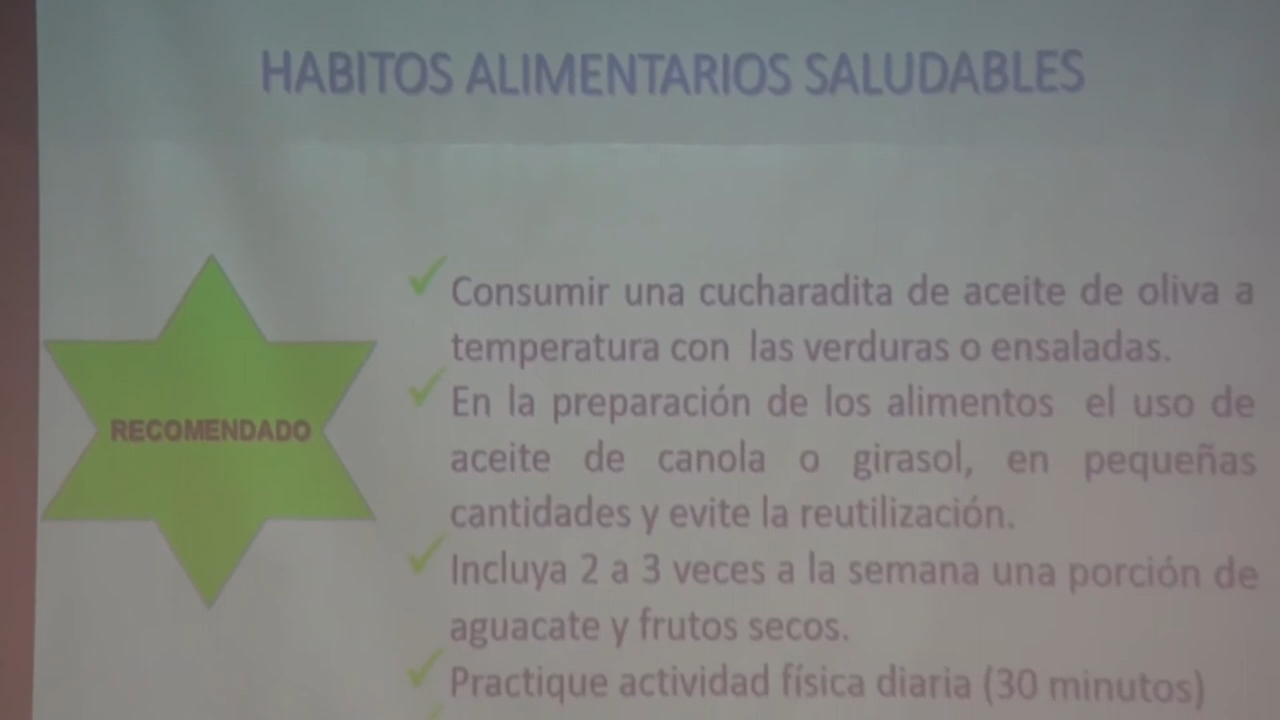 HABITOS ALIMENTARIOS SALUDABLES
RECOMENDADO
Consumir una cucharadita de aceite de oliva a
temperatura con las verduras o ensaladas.
En la preparación de los alimentos el uso de
aceite de canola o girasol, en pequeñas
cantidades y evite la reutilización.
Incluya 2 a 3 veces a la semana una porción de
aguacate y frutos secos.
Practique actividad física diaria (30 minutos)